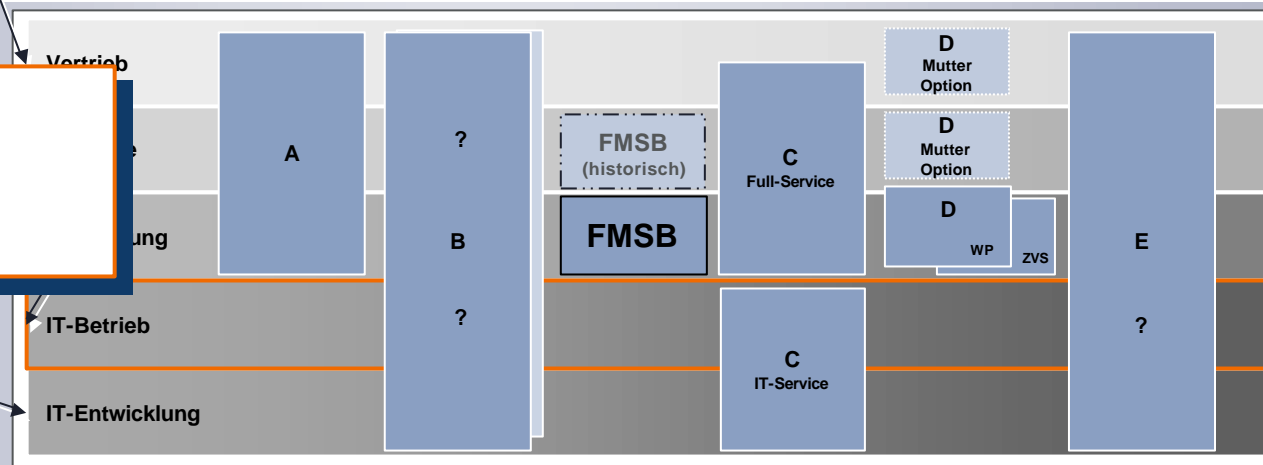 Vertrieb
D
Mutter
Option
A
?
FMSB
(historisch)
C
Full-Service
D
Mutter
Option
B
FMSB
D
WP
ZVS
E
IT-Betrieb
?
?
C
IT-Service
IT-Entwicklung